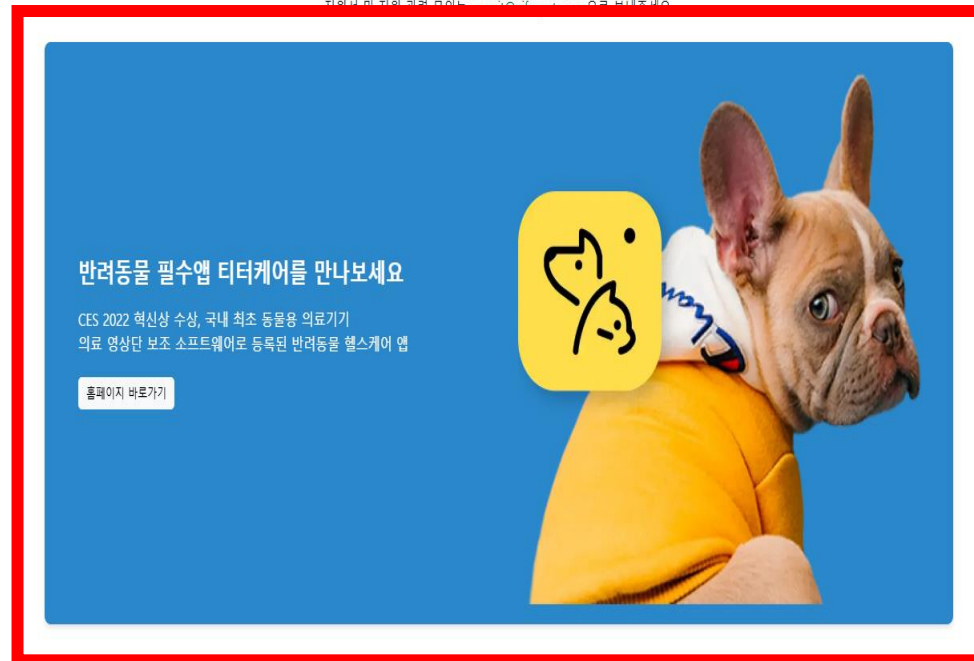 반려동물 필수앱 티터케어를 만나보세요
CES 2022 혁신상 수상, 국내 최초 동물용 의료기기
의료 영상단 보조 소프트웨어로 등록된 반려동물 헬스케어 앱
홈페이지 바로가기
Cham